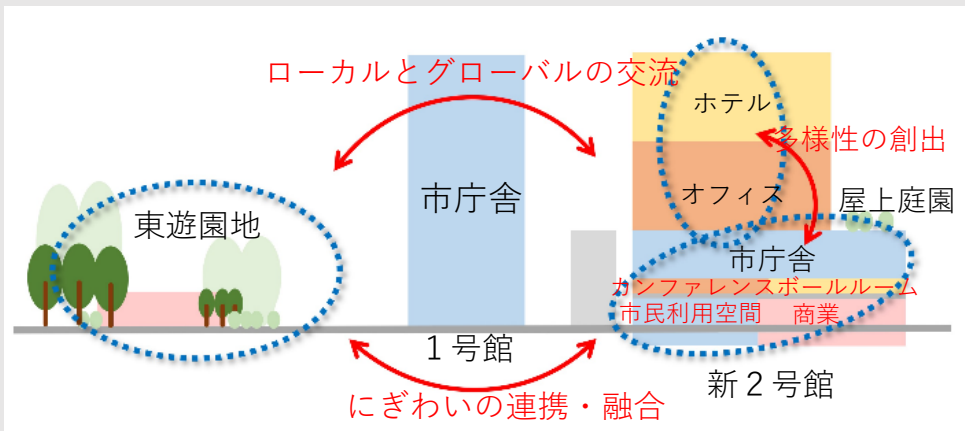 ローカルとグローバルの交流
ホテル
多様性の創出
市庁舎
オフィス
屋上庭園
東遊園地
市庁舎
カンファレンスボールルーム
市民利用空間 商業
1号館
新2号館
にぎわいの連携・融合